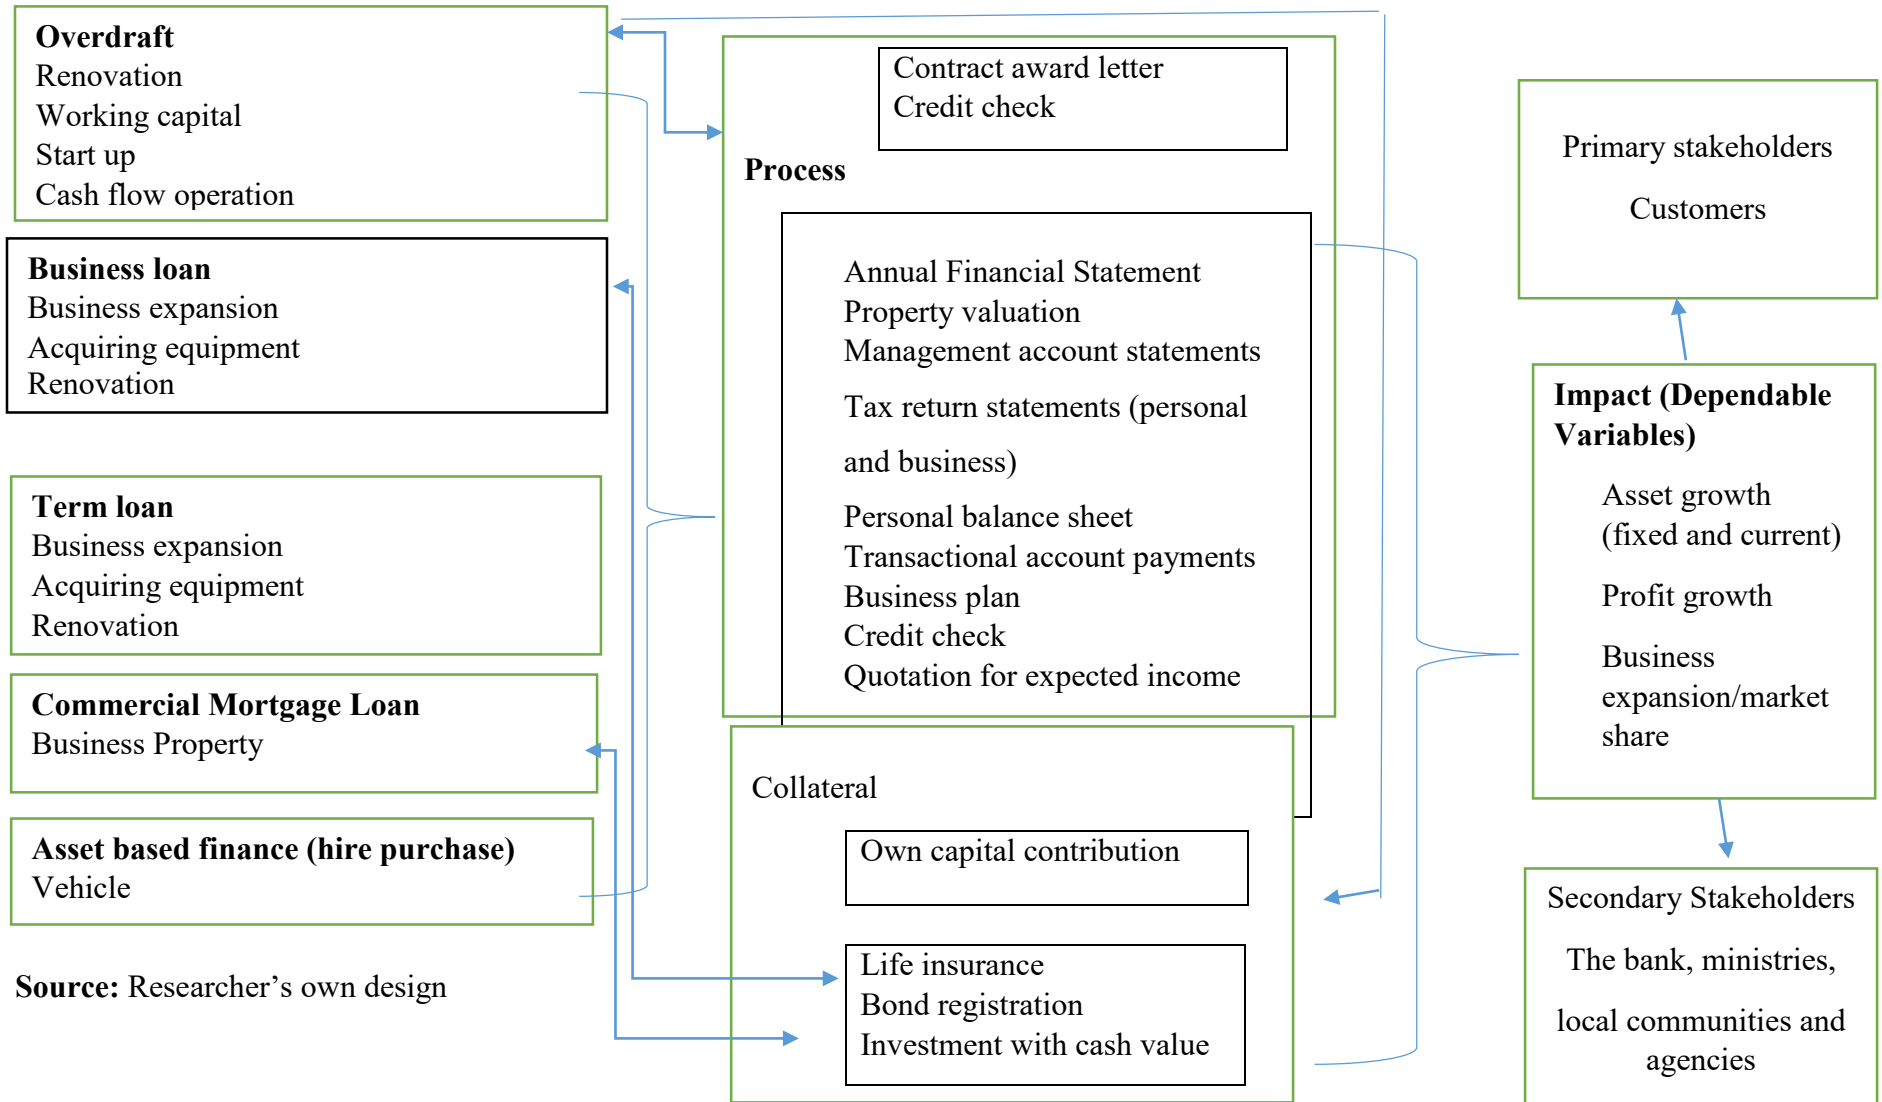 Overdraft
Renovation
Working capital
Start up
Cash flow operation
Business loan
Business expansion
Acquiring equipment
Renovation
Term loan
Business expansion
Acquiring equipment
Renovation
Commercial Mortgage Loan
Business Property
Asset based finance (hire purchase)
Vehicle
Source: Researcher’s own design
Contract award letter
Credit check
Process
Annual Financial Statement
Property valuation
Management account statements
Tax return statements (personal
and business)
Personal balance sheet
Transactional account payments
Business plan
Credit check
Quotation for expected income
Collateral
Own capital contribution
Life insurance
Bond registration
Investment with cash value
Primary stakeholders
Customers
Impact (Dependable
Variables)
Asset growth
(fixed and current)
Profit growth
Business
expansion/market
share
Secondary Stakeholders
The bank, ministries,
local communities and
agencies